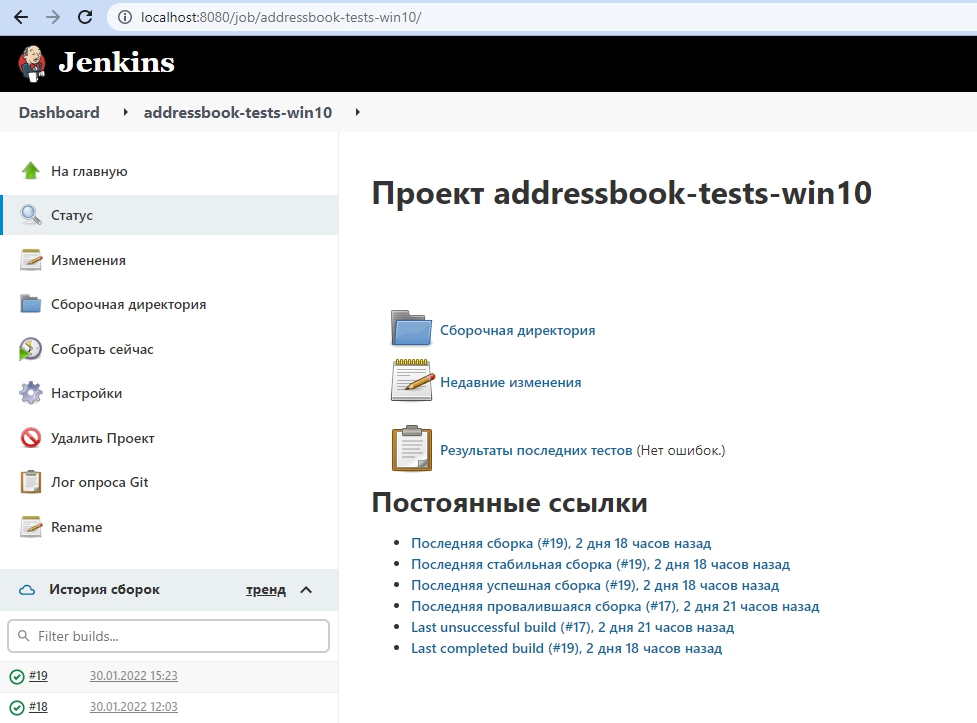 localhost:8080/job/addressbook-tests-win10/
Jenkins
Dashboard addressbook-tests-win10
На главную
Статус
Изменения
Сборочная директория
Собрать сейчас
Настройки
Удалить Проект
Лог опроса Git
Rename
История сборок тренд
Filter builds...
#19 30.01.2022 15:23
#18 30.01.2022 12:03
Проект addressbook-tests-win10
Сборочная директория
Недавние изменения
Результаты последних тестов (Нет ошибок.)
Постоянные ссылки
Последняя сборка (#19), 2 дня 18 часов назад
Последняя стабильная сборка (#19), 2 дня 18 часов назад
Последняя успешная сборка (#19), 2 дня 18 часов назад
Последняя провалившаяся сборка (#17), 2 дня 21 часов назад
Last unsuccessful build (#17), 2 дня 21 часов назад
Last completed build (#19), 2 дня 18 часов назад